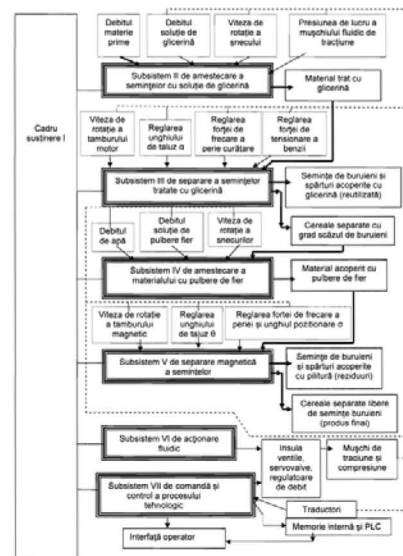 Debitul
materie
prime
Debitul
soluție de
glicerină
Viteza de
rotație a
șnecului
Presiunea de lucru a
mușchiului fluidic de
tracțiune
Subsistem II de amestecare a
semințelor cu soluție de glicerină
Material trat cu
glicerină
Cadru
susținere I
Viteza de
rotație a
tamburului
motor
Reglarea
unghiului
de taluz α
Reglarea
forței de
frecare a
perie curățare
Reglarea
forței de
tensionare a
benzii
Subsistem III de separare a semințelor
tratate cu glicerină
Semințe de buruieni și
spărturi acoperite cu
glicerină (reutilizată)
Cereale separate cu
grad scăzut de buruieni
Debitul
de apă
Debitul
soluție de
pulbere fier
Viteza de
rotație a
șnecurilor
Subsistem IV de amestecare a
materialului cu pulbere de fier
Material acoperit cu
pulbere de fier
Viteza de rotație
a tamburului
magnetic
Reglarea
unghiului
de taluz θ
Reglarea fortei de frecare a
periei și unghiul pozitionare σ
Subsistem V de separare magnetică
a semințelor
Semințe de buruieni
și spărturi acoperite
cu pilitură (reziduuri)
Cereale separate libere
de semințe buruieni
(produs final)
Subsistem VI de acționare
fluidic
Insula
ventile,
servovalve,
regulatoare
de debit
Muşchi de
tracțiune și
compresiune
Subsistem VII de comandă și
control a procesului
tehnologic
Traductori
Memorie internă și PLC
Interfață operator